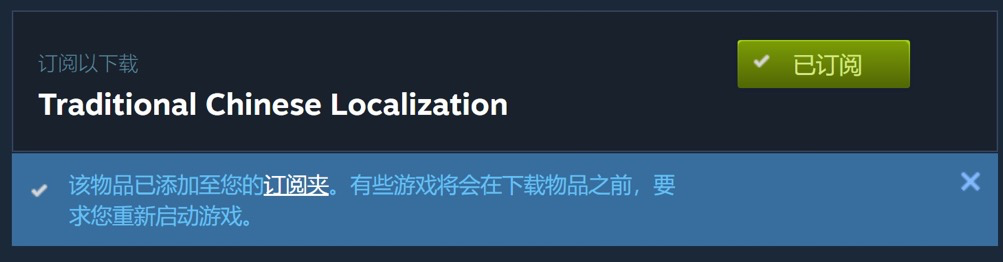 订阅以下载
已订阅
Traditional Chinese Localization
该物品已添加至您的订阅夹。有些游戏将会在下载物品之前，要
求您重新启动游戏。